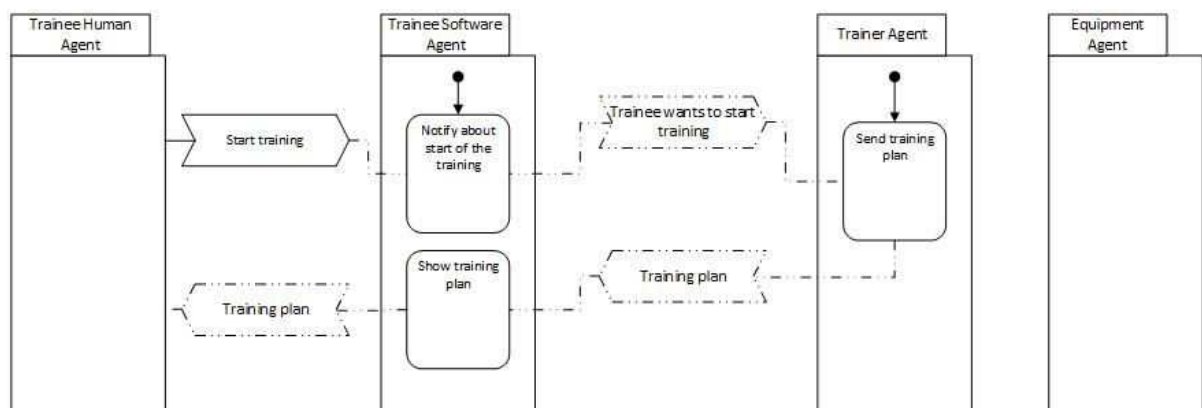 Trainee Human
Agent
Trainee Software
Agent
Trainer Agent
Equipment
Agent
Start training
Notify about
start of the
training
Trainee wants to start
training
Send training
plan
Training plan
Show training
plan
Training plan